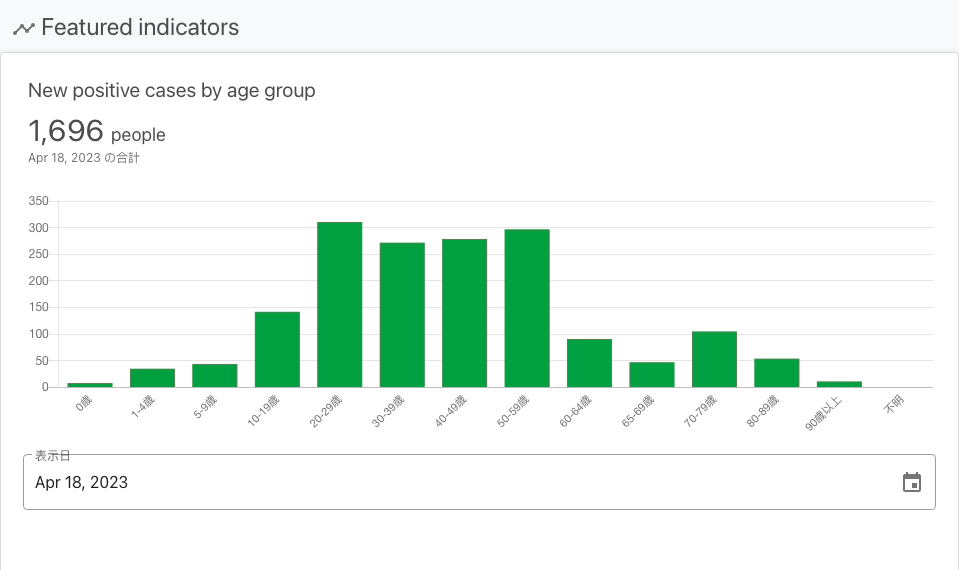 Featured indicators
New positive cases by age group
1,696 people
Apr 18, 2023 の合計
350
300
250
200
150
100
50
0
0歳
1-4歳
5-9歳
10-19歳
20-29歳
30-39歳
40-49歳
50-59歳
60-64歳
65-69歳
70-79歳
80-89歳
90歳以上
不明
表示日
Apr 18, 2023